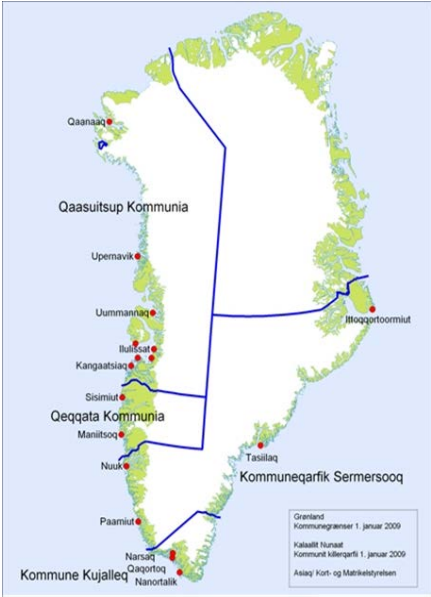 Qaanaaq
Qaasuitsup Kommunia
Upernavik
Uummannaq
Ittoqqortoormiut
Ilulissat
Kangaatsiaq
Sisimiut
Qeqqata Kommunia
Maniitsoq
Nuuk
Tasiilaq
Kommuneqarfik Sermersooq
Paamiut
Narsaq
Qaqortoq
Nanortalik
Kommune Kujalleq
Grønland
Kommunegrænser 1. januar 2009
Kalaallit Nunaat
Kommunit killerqarfii 1. januar 2009
Asiaq/ Kort- og Matrikelstyrelsen